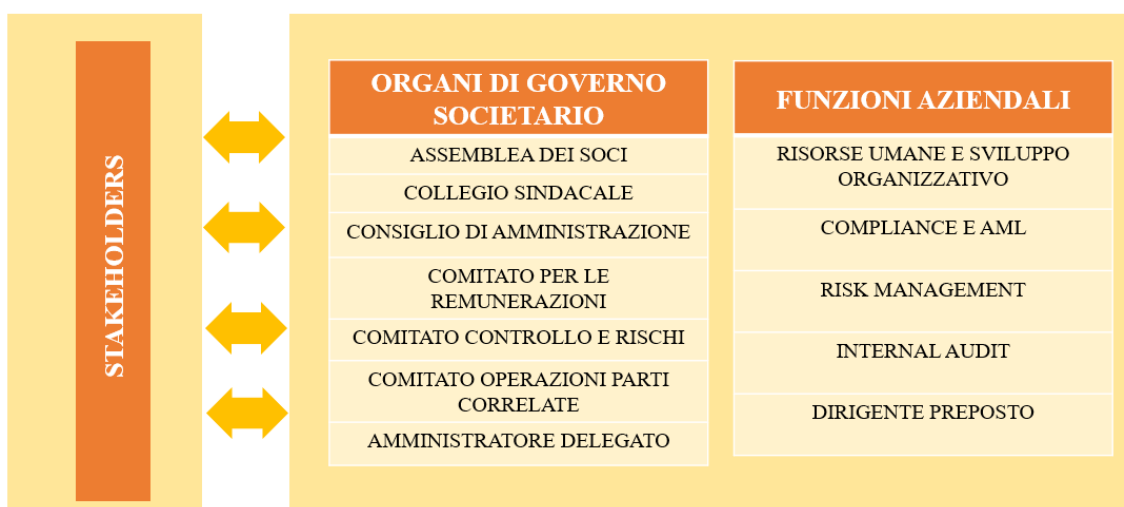 STAKEHOLDERS
ORGANI DI GOVERNO
SOCIETARIO
ASSEMBLEA DEI SOCI
COLLEGIO SINDACALE
CONSIGLIO DI AMMINISTRAZIONE
COMITATO PER LE
REMUNERAZIONI
COMITATO CONTROLLO E RISCHI
COMITATO OPERAZIONI PARTI
CORRELATE
AMMINISTRATORE DELEGATO
FUNZIONI AZIENDALI
RISORSE UMANE E SVILUPPO
ORGANIZZATIVO
COMPLIANCE E AML
RISK MANAGEMENT
INTERNAL AUDIT
DIRIGENTE PREPOSTO